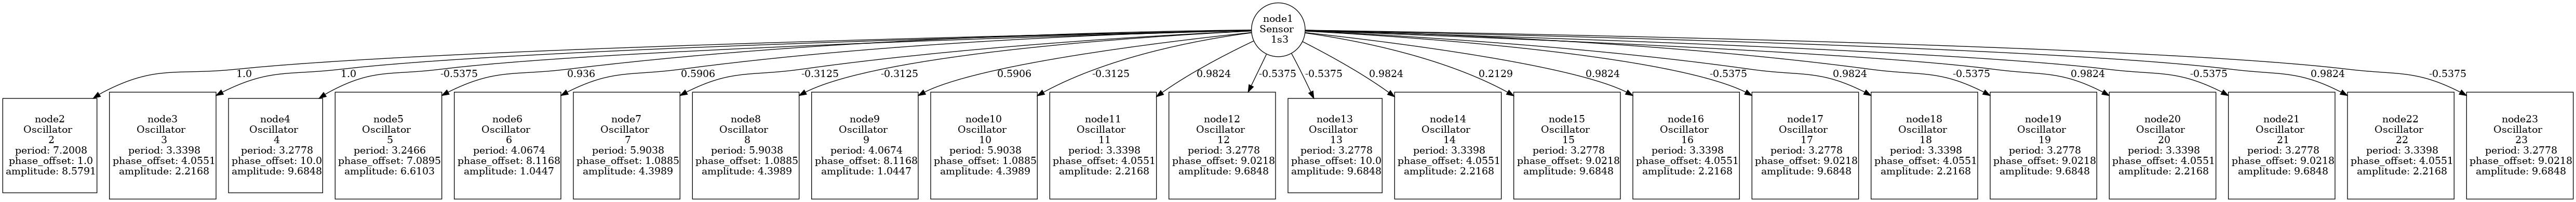 node1
Sensor
1s3
1.0
1.0
-0.5375
0.936
0.5906
-0.3125
-0.3125
0.5906
-0.3125
0.9824
-0.5375
-0.5375
0.9824
0.2129
0.9824
-0.5375
0.9824
-0.5375
0.9824
-0.5375
0.9824
-0.5375
node2
Oscillator
2
period: 7.2008
phase_offset: 1.0
amplitude: 8.5791
node3
Oscillator
3
period: 3.3398
phase_offset: 4.0551
amplitude: 2.2168
node4
Oscillator
4
period: 3.2778
phase_offset: 10.0
amplitude: 9.6848
node5
Oscillator
5
period: 3.2466
phase_offset: 7.0895
amplitude: 6.6103
node6
Oscillator
6
period: 4.0674
phase_offset: 8.1168
amplitude: 1.0447
node7
Oscillator
7
period: 5.9038
phase_offset: 1.0885
amplitude: 4.3989
node8
Oscillator
8
period: 5.9038
phase_offset: 1.0885
amplitude: 4.3989
node9
Oscillator
9
period: 4.0674
phase_offset: 8.1168
amplitude: 1.0447
node10
Oscillator
10
period: 5.9038
phase_offset: 1.0885
amplitude: 4.3989
node11
Oscillator
11
period: 3.3398
phase_offset: 4.0551
amplitude: 2.2168
node12
Oscillator
12
period: 3.2778
phase_offset: 9.0218
amplitude: 9.6848
node13
Oscillator
13
period: 3.2778
phase_offset: 10.0
amplitude: 9.6848
node14
Oscillator
14
period: 3.3398
phase_offset: 4.0551
amplitude: 2.2168
node15
Oscillator
15
period: 3.2778
phase_offset: 9.0218
amplitude: 9.6848
node16
Oscillator
16
period: 3.3398
phase_offset: 4.0551
amplitude: 2.2168
node17
Oscillator
17
period: 3.2778
phase_offset: 9.0218
amplitude: 9.6848
node18
Oscillator
18
period: 3.3398
phase_offset: 4.0551
amplitude: 2.2168
node19
Oscillator
19
period: 3.2778
phase_offset: 9.0218
amplitude: 9.6848
node20
Oscillator
20
period: 3.3398
phase_offset: 4.0551
amplitude: 2.2168
node21
Oscillator
21
period: 3.2778
phase_offset: 9.0218
amplitude: 9.6848
node22
Oscillator
22
period: 3.3398
phase_offset: 4.0551
amplitude: 2.2168
node23
Oscillator
23
period: 3.2778
phase_offset: 9.0218
amplitude: 9.6848